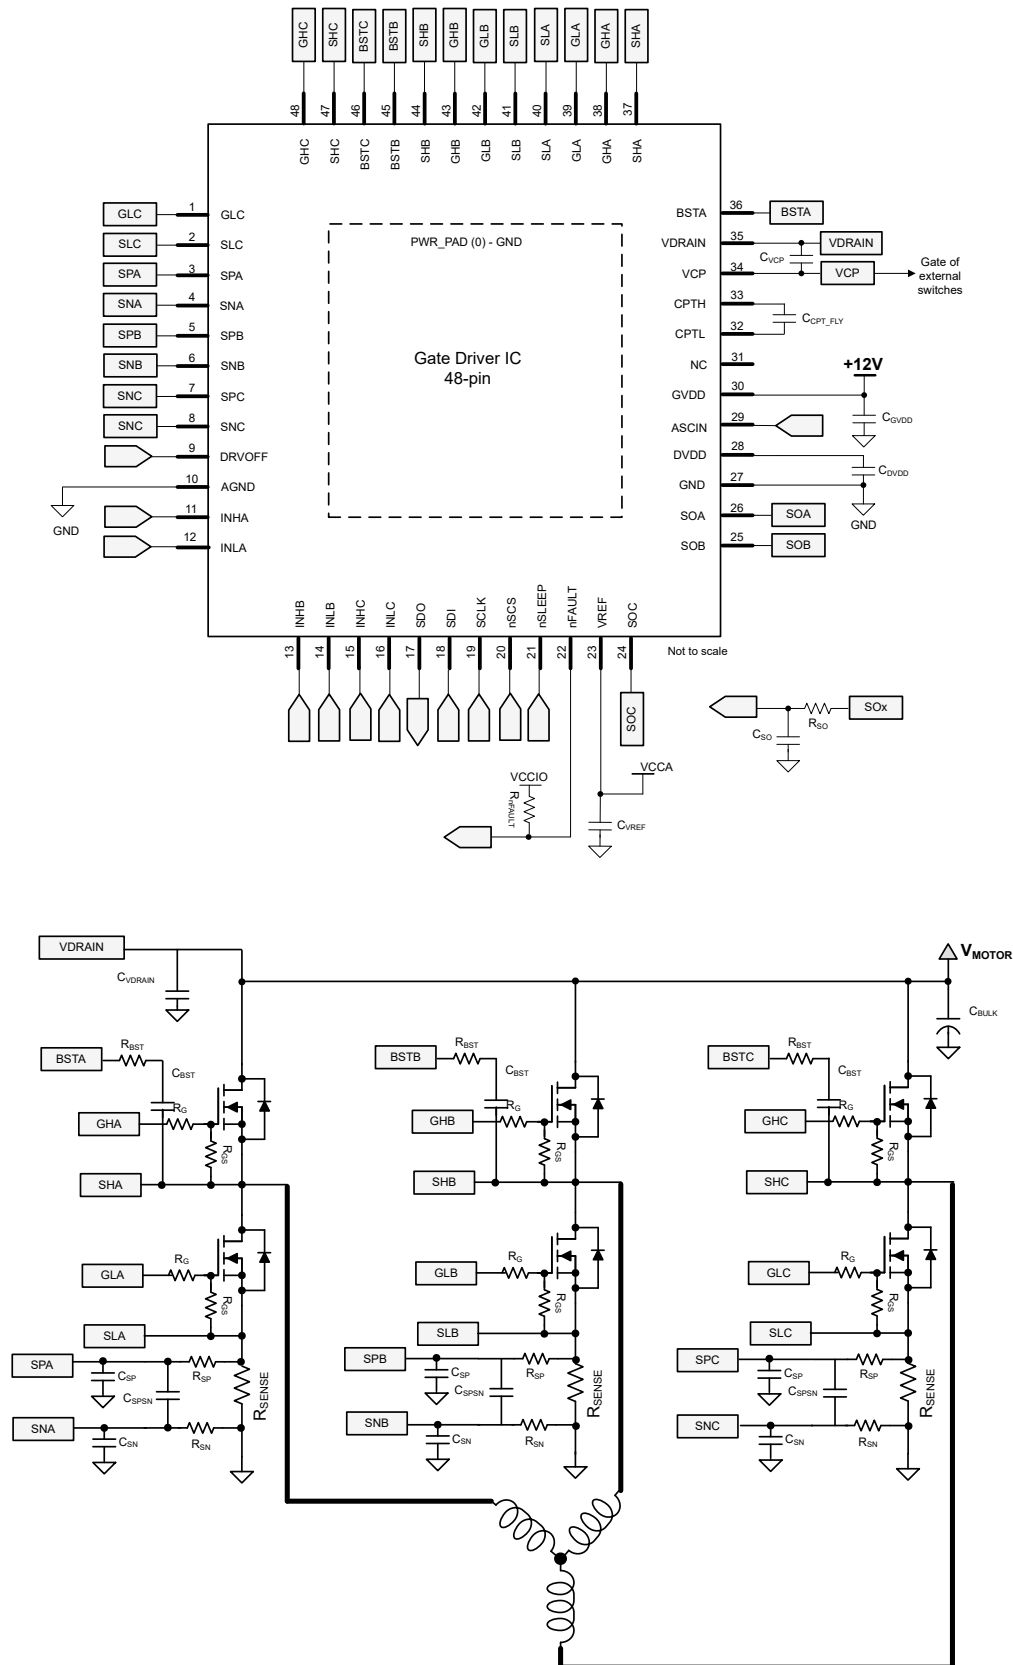 GHC SHC BSTC BSTB SHB GHB GLB SLB SLA GLA GHA SHA
48 47 46 45 44 43 42 41 40 39 38 37
GHC SHC BSTC BSTB SHB GHB GLB SLB SLA GLA GHA SHA
GLC 1 GLC
SLC 2 SLC
SPA 3 SPA
SNA 4 SNA
SPB 5 SPB
SNB 6 SNB
SNC 7 SPC
SNC 8 SNC
9 DRVOFF
10 AGND
GND
11 INHA
12 INLA
PWR_PAD (0) - GND
Gate Driver IC
48-pin
BSTA 36 BSTA
VDRAIN 35 VDRAIN
CVCP
VCP 34 VCP
Gate of
external
switches
CPTH 33
CCPT_FLY
CPTL 32
NC 31
+12V
GVDD 30
CGVDD
ASCIN 29
DVDD 28
CDVDD
GND 27
GND
SOA 26 SOA
SOB 25 SOB
INHB INLB INHC INLC SDO SDI SCLK nSCS nSLEEP nFAULT VREF SOC
13 14 15 16 17 18 19 20 21 22 23 24
Not to scale
SOC
SOx
RSO
CSO
VCCIO
RnFAULT
VCCA
CVREF
VDRAIN
CVDRAIN
VMOTOR
CBULK
BSTA RBST
CBST
GHA RG
RGS
SHA
GLA RG
RGS
SLA
SPA CSP RSP
CSPSN
RSENSE
SNA CSN RSN
BSTB RBST
CBST
GHB RG
RGS
SHB
GLB RG
RGS
SLB
SPB CSP RSP
CSPSN
RSENSE
SNB CSN RSN
BSTC RBST
CBST
GHC RG
RGS
SHC
GLC RG
RGS
SLC
SPC CSP RSP
CSPSN
RSENSE
SNC CSN RSN